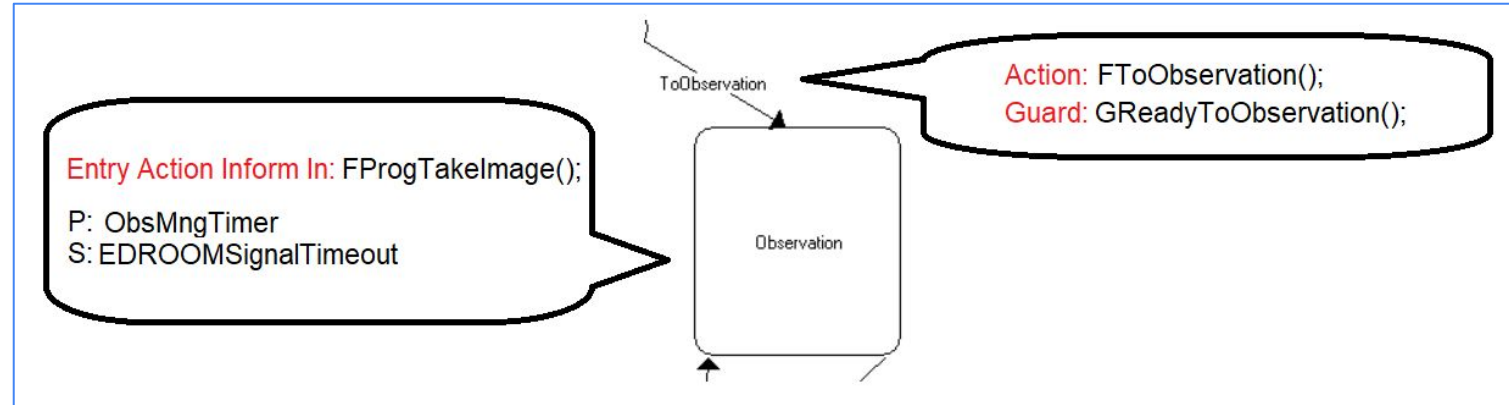 ToObservation
Action: FToObservation();
Guard: GReadyToObservation();
Entry Action Inform In: FProgTakeImage();
P: ObsMngTimer
S: EDROOMSignalTimeout
Observation